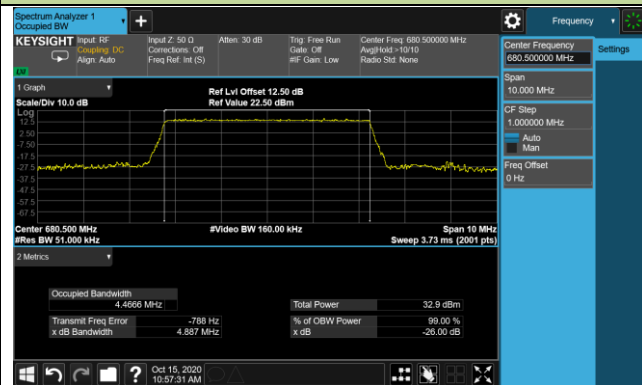 Spectrum Analyzer 1
Occupied BW
Frequency
KEYSIGHT
Input: RF
Coupling: DC
Align: Auto
Input Z: 50 Ω
Corrections: Off
Freq Ref: Int (S)
Atten: 30 dB
Trig: Free Run
Gate: Off
#IF Gain: Low
Center Freq: 680.500000 MHz
Avg|Hold:>10/10
Radio Std: None
Center Frequency
680.500000 MHz
Settings
Span
10.000 MHz
CF Step
1.000000 MHz
Auto
Man
Freq Offset
0 Hz
1 Graph
Scale/Div 10.0 dB
Ref Lvl Offset 12.50 dB
Ref Value 22.50 dBm
Log
12.5
2.50
-7.50
-17.5
-27.5
-37.5
-47.5
-57.5
-67.5
Center 680.500 MHz
#Res BW 51.000 kHz
#Video BW 160.00 kHz
Span 10 MHz
Sweep 3.73 ms (2001 pts)
2 Metrics
Occupied Bandwidth
4.4666 MHz
Total Power 32.9 dBm
Transmit Freq Error -788 Hz
% of OBW Power 99.00 %
x dB Bandwidth 4.887 MHz
x dB -26.00 dB
?
Oct 15, 2020
10:57:31 AM